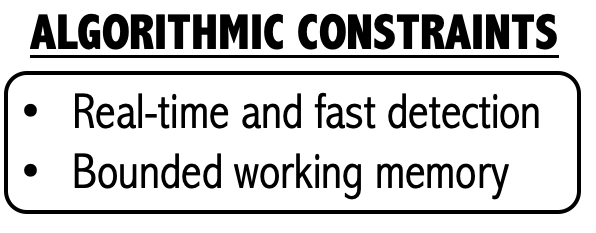 ALGORITHMIC CONSTRAINTS
• Real-time and fast detection
• Bounded working memory